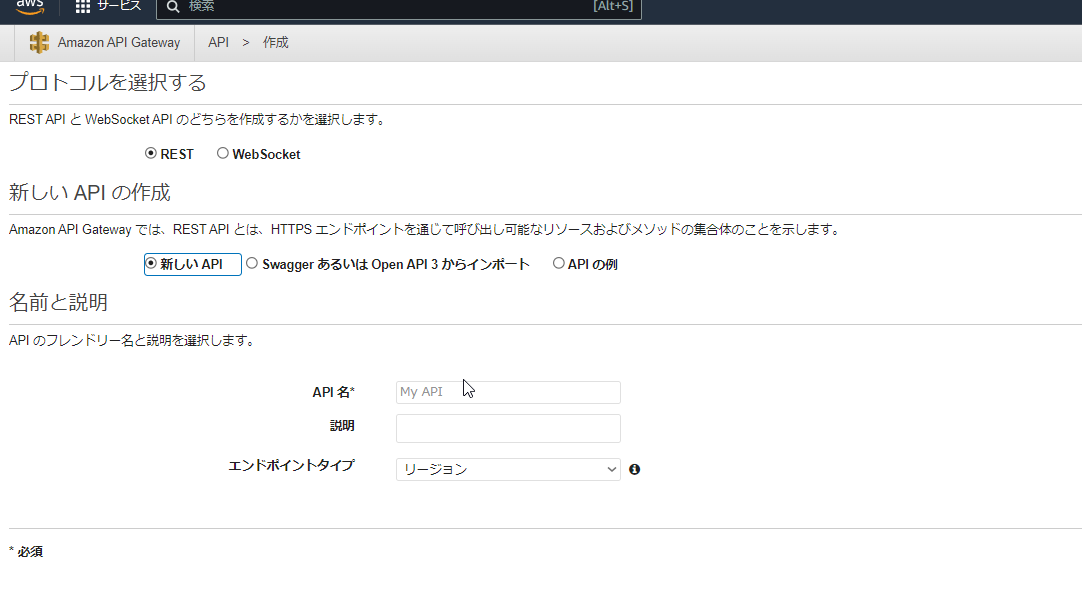 aws サービス 検索 [Alt+S]
Amazon API Gateway API > 作成
プロトコルを選択する
REST API と WebSocket API のどちらを作成するかを選択します。
REST WebSocket
新しい API の作成
Amazon API Gateway では、REST API とは、HTTPS エンドポイントを通じて呼び出し可能なリソースおよびメソッドの集合体のことを示します。
新しい API Swagger あるいは Open API 3 からインポート API の例
名前と説明
API のフレンドリー名と説明を選択します。
API 名* My API
説明
エンドポイントタイプ リージョン
* 必須